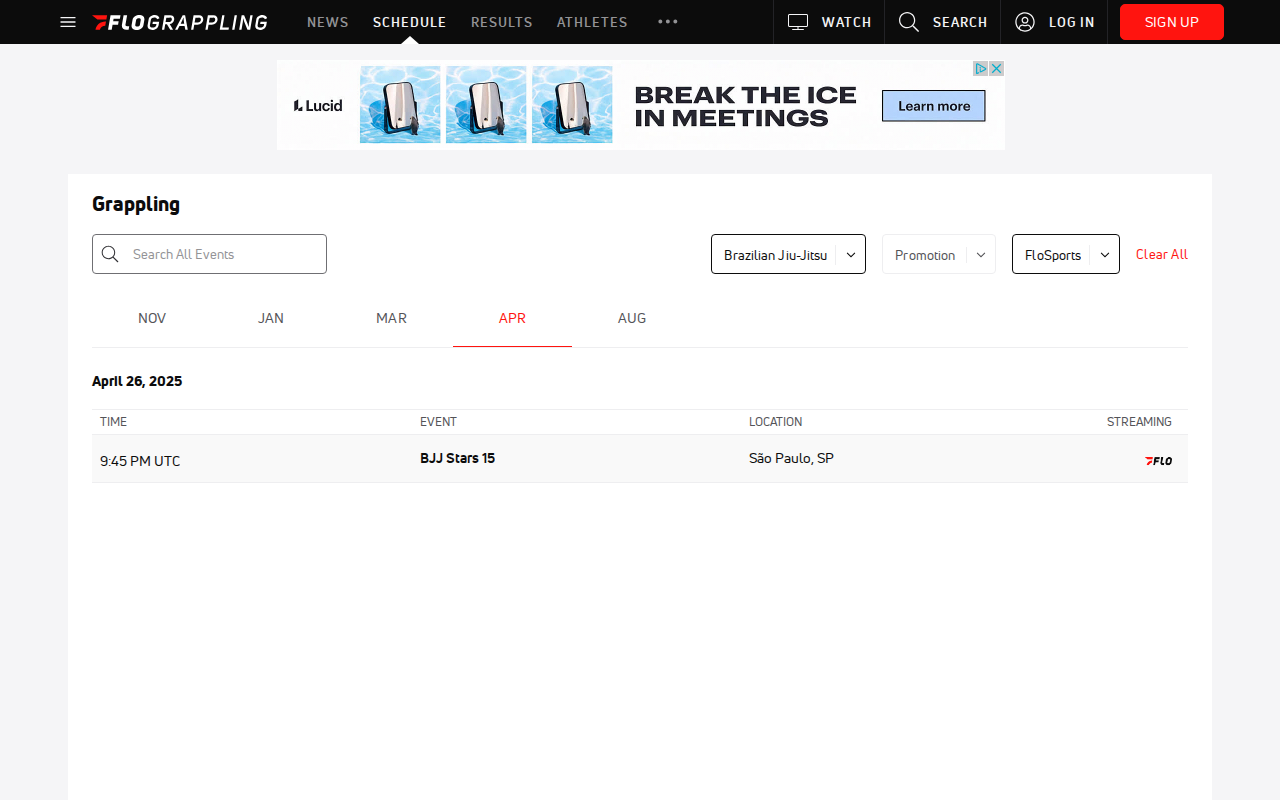 FLOGRAPPLING NEWS SCHEDULE RESULTS ATHLETES WATCH SEARCH LOG IN SIGN UP
Lucid BREAK THE ICE Learn more
IN MEETINGS
Grappling
Search All Events Brazilian Jiu-Jitsu Promotion FloSports Clear All
NOV JAN MAR APR AUG
April 26, 2025
TIME EVENT LOCATION STREAMING
9:45 PM UTC BJJ Stars 15 São Paulo, SP FLO